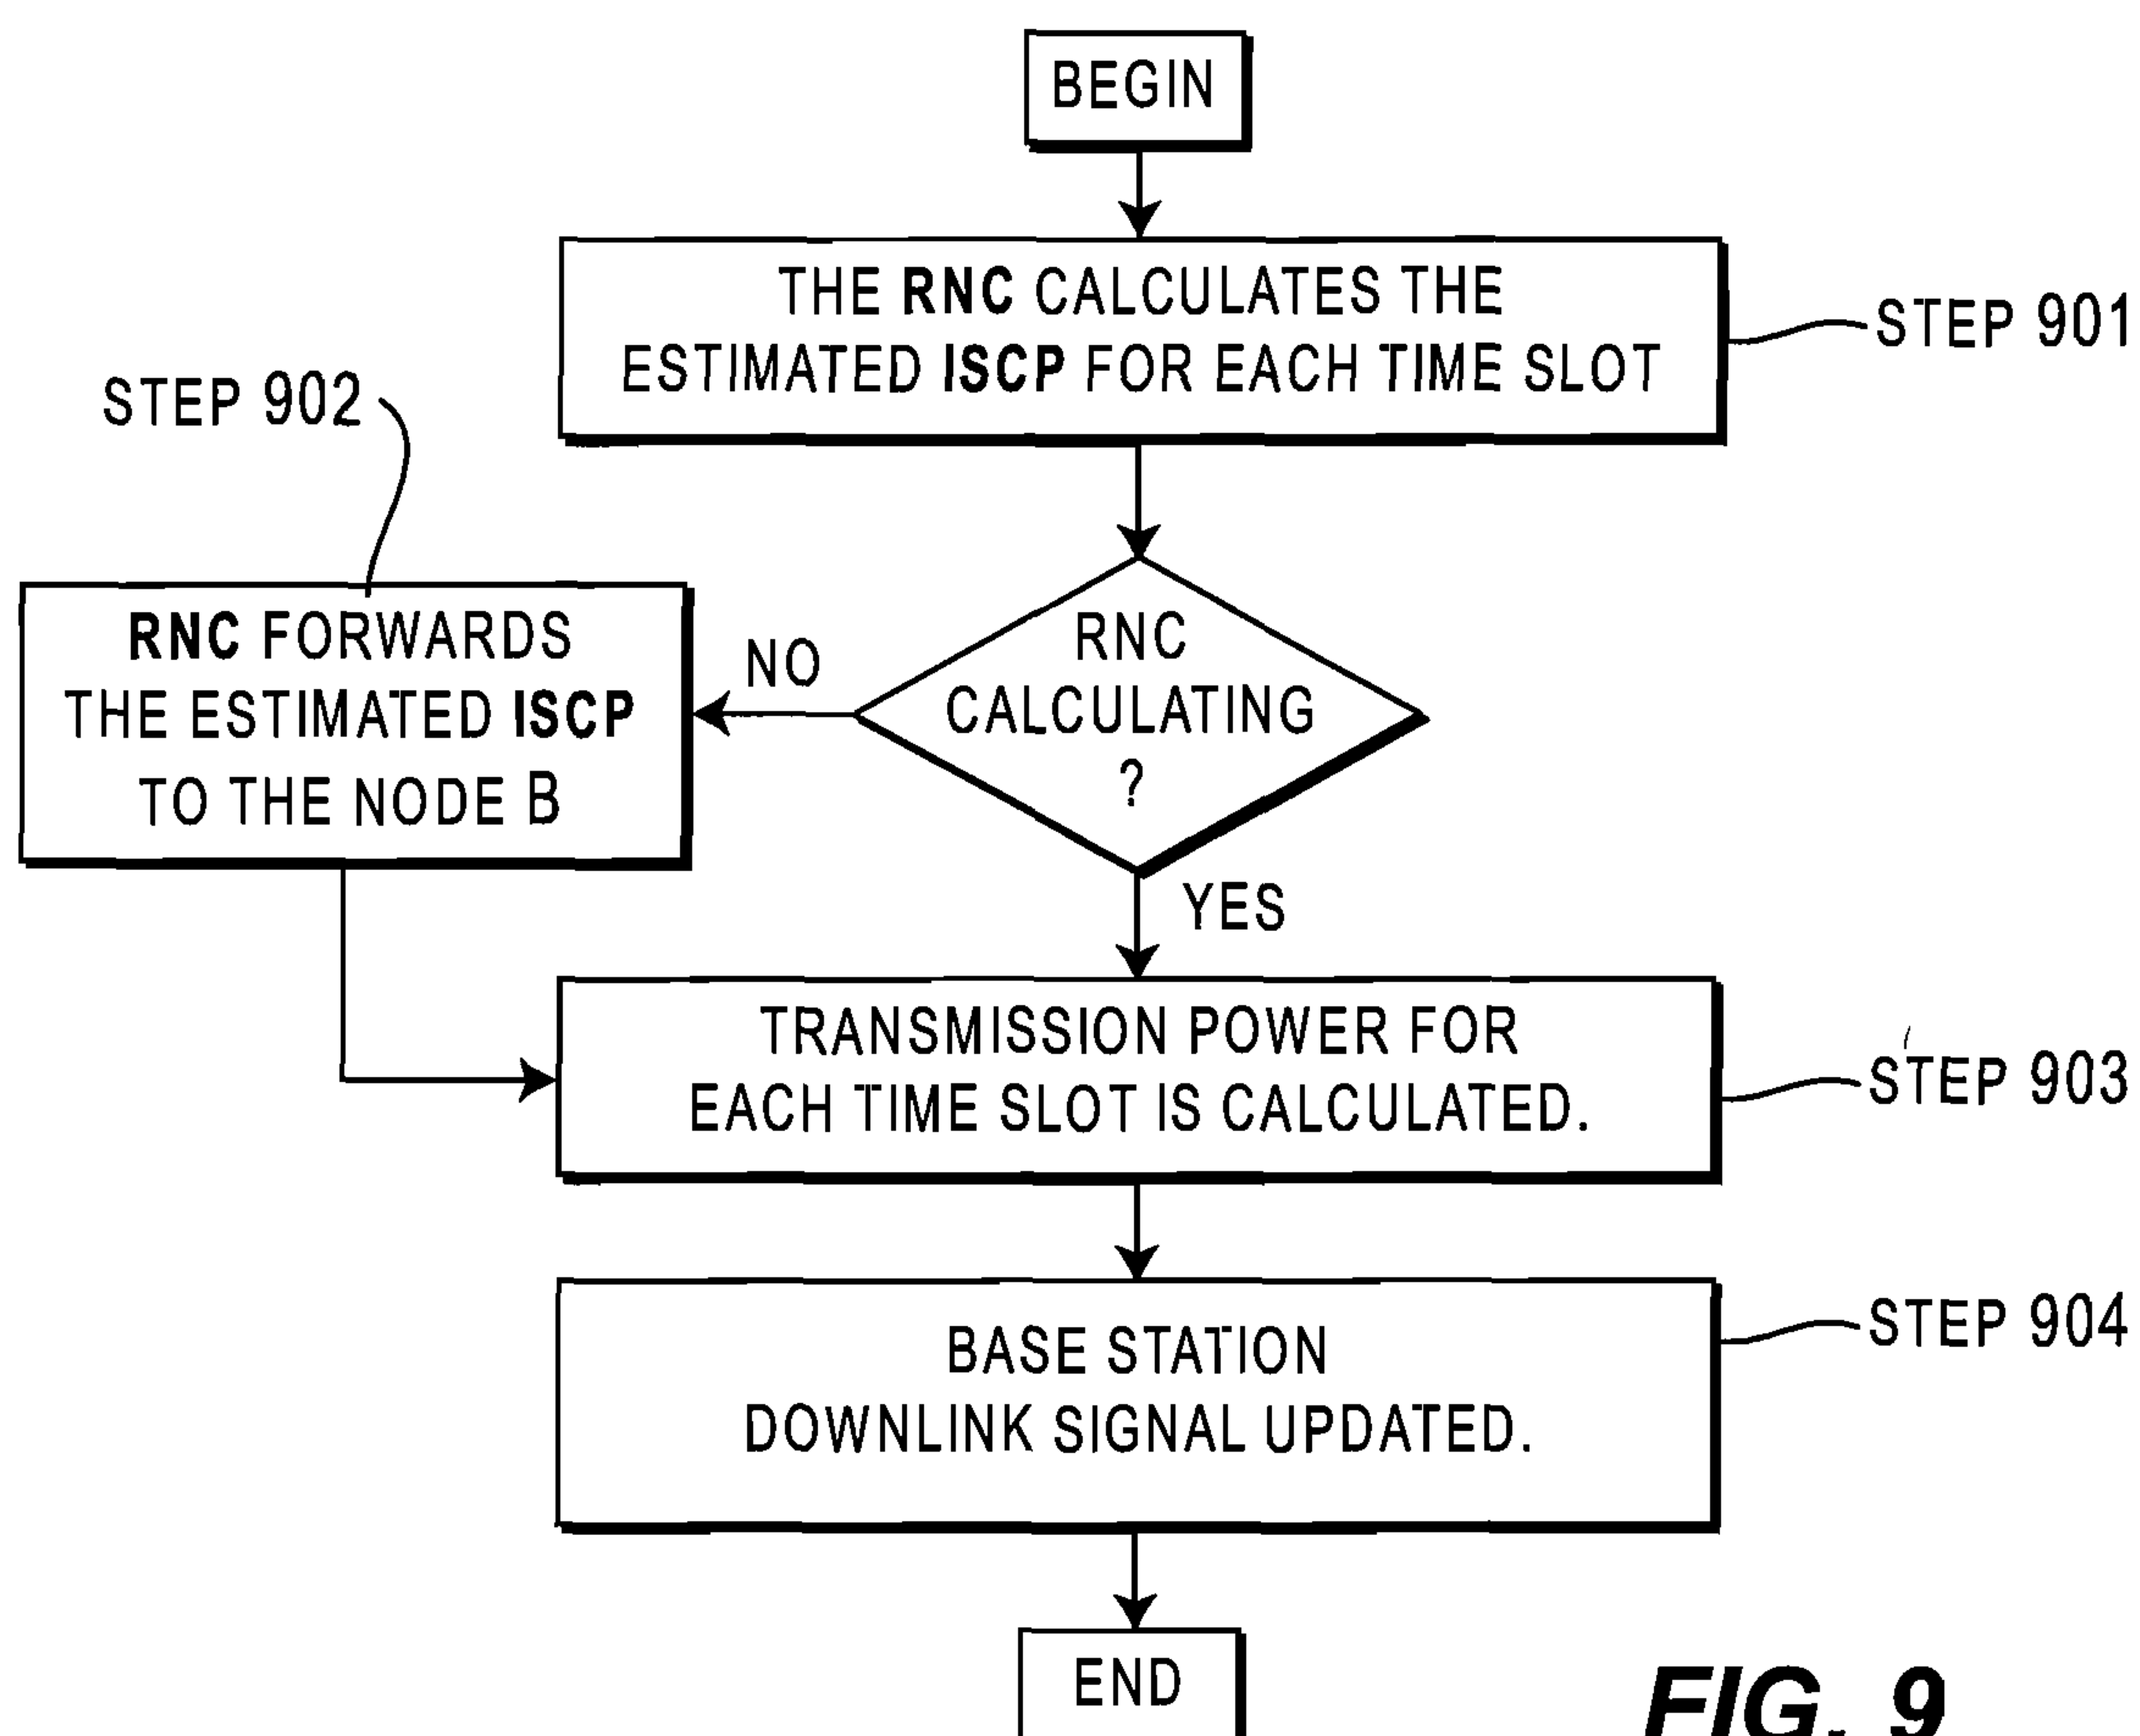 BEGIN
THE RNC CALCULATES THE
ESTIMATED ISCP FOR EACH TIME SLOT
STEP 901
STEP 902
RNC FORWARDS
THE ESTIMATED ISCP
TO THE NODE B
NO
RNC
CALCULATING
?
YES
TRANSMISSION POWER FOR
EACH TIME SLOT IS CALCULATED.
STEP 903
BASE STATION
DOWNLINK SIGNAL UPDATED.
STEP 904
END
FIG. 9